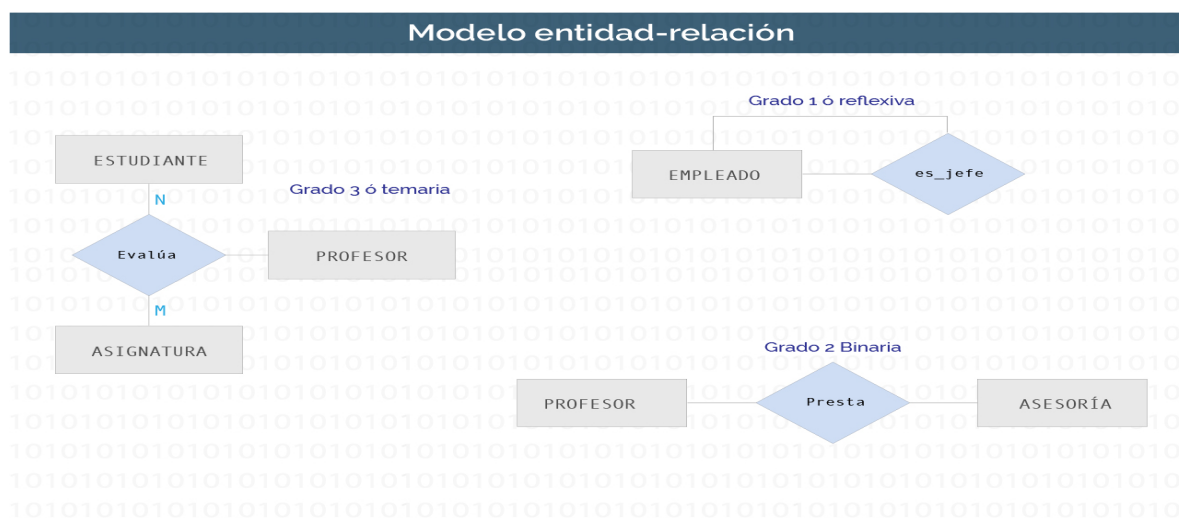 Modelo entidad-relación
Grado 1 ó reflexiva
ESTUDIANTE
EMPLEADO
es_jefe
Grado 3 ó temaria
N
Evalúa
PROFESOR
M
ASIGNATURA
Grado 2 Binaria
PROFESOR
Presta
ASESORÍA